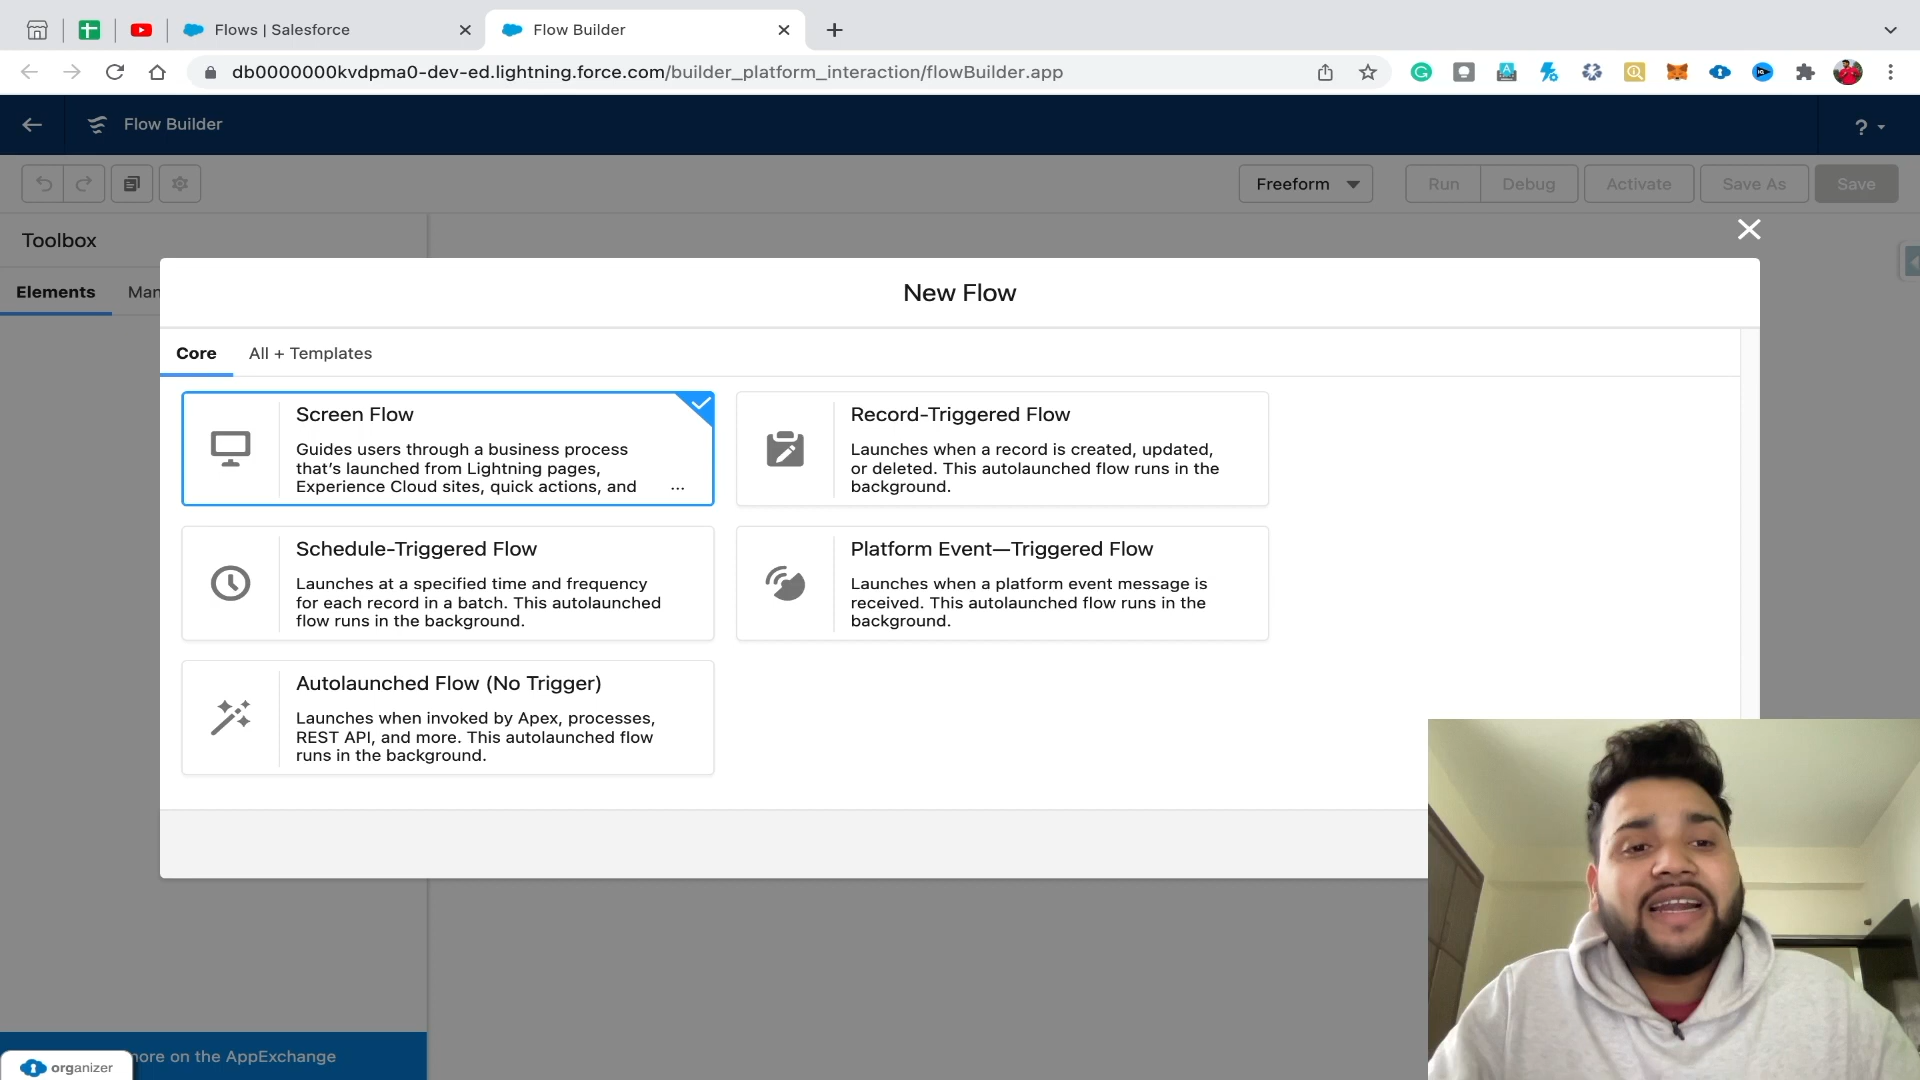 Flows | Salesforce
Flow Builder
db0000000kvdpma0-dev-ed.lightning.force.com/builder_platform_interaction/flowBuilder.app
Flow Builder
?
Freeform
Run
Debug
Activate
Save As
Save
Toolbox
Elements
Man
New Flow
Core
All + Templates
Screen Flow
Guides users through a business process
that's launched from Lightning pages,
Experience Cloud sites, quick actions, and ...
Record-Triggered Flow
Launches when a record is created, updated,
or deleted. This autolaunched flow runs in the
background.
Schedule-Triggered Flow
Launches at a specified time and frequency
for each record in a batch. This autolaunched
flow runs in the background.
Platform Event—Triggered Flow
Launches when a platform event message is
received. This autolaunched flow runs in the
background.
Autolaunched Flow (No Trigger)
Launches when invoked by Apex, processes,
REST API, and more. This autolaunched flow
runs in the background.
more on the AppExchange
organizer